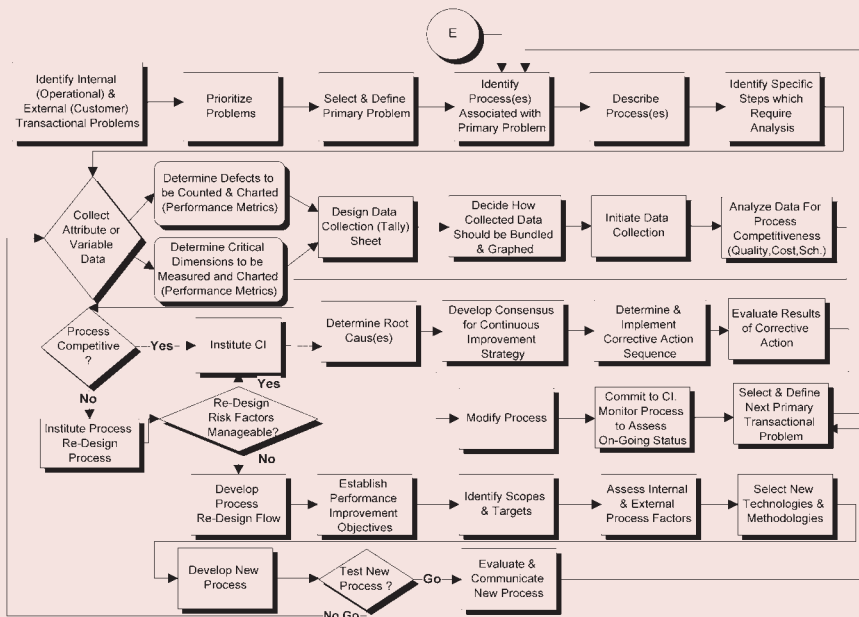 E
Identify Internal
(Operational) &
External (Customer)
Transactional Problems
Prioritize
Problems
Select & Define
Primary Problem
Identify
Process(es)
Associated with
Primary Problem
Describe
Process(es)
Identify Specific
Steps which
Require
Analysis
Collect
Attribute or
Variable
Data
Determine Defects to
be Counted & Charted
(Performance Metrics)
Determine Critical
Dimensions to be
Measured and Charted
(Performance Metrics)
Design Data
Collection (Tally)
Sheet
Decide How
Collected Data
Should be Bundled
& Graphed
Initiate Data
Collection
Analyze Data For
Process
Competitiveness
(Quality,Cost,Sch.)
Process
Competitive
?
Yes
Institute CI
Determine Root
Caus(es)
Develop Consensus
for Continuous
Improvement
Strategy
Determine &
Implement
Corrective Action
Sequence
Evaluate Results
of Corrective
Action
No
Institute Process
Re-Design
Process
Yes
Re-Design
Risk Factors
Manageable?
No
Modify Process
Commit to CI.
Monitor Process
to Assess
On-Going Status
Select & Define
Next Primary
Transactional
Problem
Develop
Process
Re-Design Flow
Establish
Performance
Improvement
Objectives
Identify Scopes
& Targets
Assess Internal
& External
Process Factors
Select New
Technologies &
Methodologies
Develop New
Process
Test New
Process ?
Go
Evaluate &
Communicate
New Process
No Go